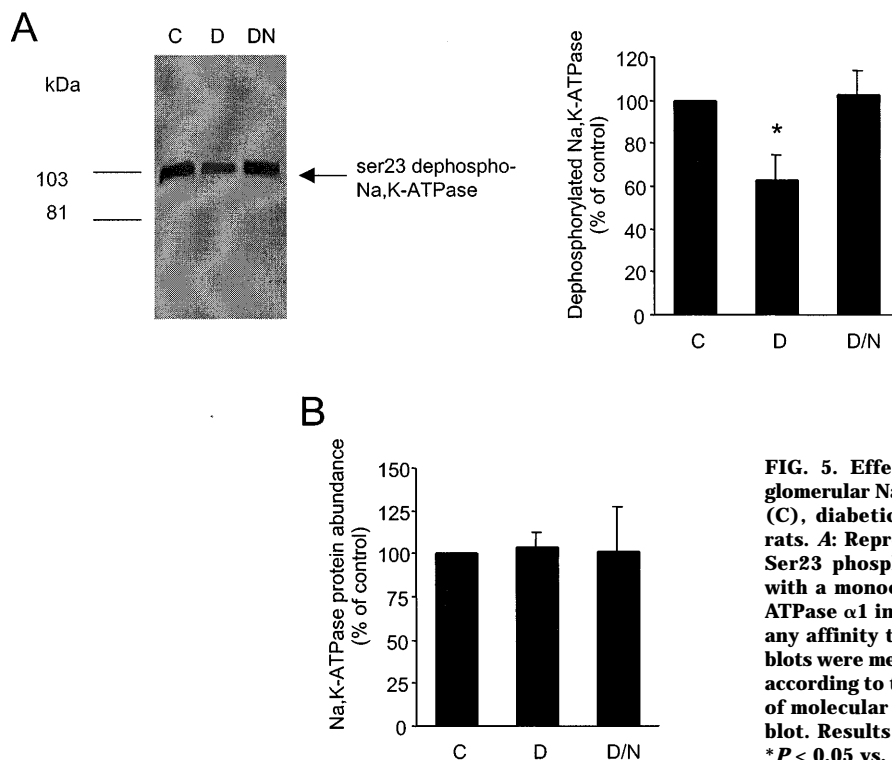 A
C D DN
kDa
103
81
ser23 dephospho-
Na,K-ATPase
Dephosphorylated Na,K-ATPase
(% of control)
120
100
80
60
40
20
0
*
C D D/N
B
Na,K-ATPase protein abundance
(% of control)
150
125
100
75
50
25
0
C D D/N
FIG. 5. Effe
glomerular Na
(C), diabetic
rats. A: Repr
Ser23 phosph
with a monoc
ATPase α1 in
any affinity t
blots were me
according to t
of molecular
blot. Results
*P < 0.05 vs.